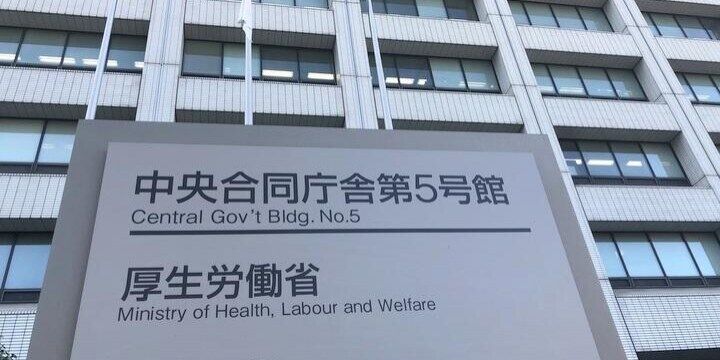 中央合同庁舎第5号館
Central Gov't Bldg. No.5
厚生労働省
Ministry of Health, Labour and Welfare